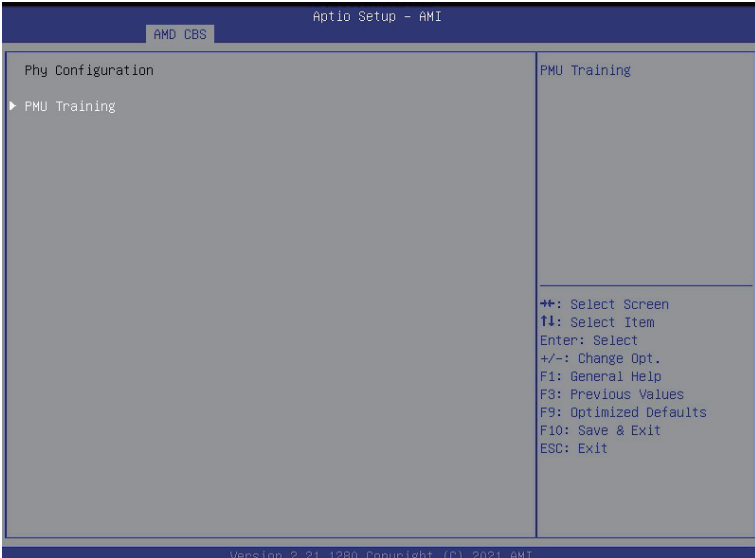 Aptio Setup – AMI
AMD CBS
Phy Configuration
PMU Training
PMU Training
→←: Select Screen
↑↓: Select Item
Enter: Select
+/-: Change Opt.
F1: General Help
F3: Previous Values
F9: Optimized Defaults
F10: Save & Exit
ESC: Exit
Version 2.21.1280 Copyright (C) 2021 AMI